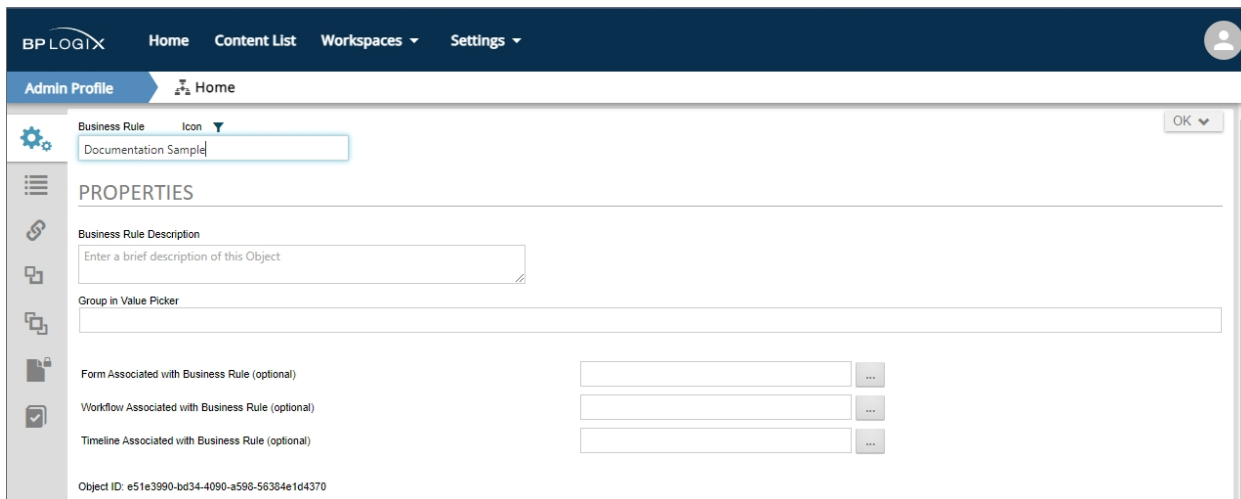 BP LOGIX Home Content List Workspaces Settings
Admin Profile Home
Business Rule Icon OK
Documentation Sample
PROPERTIES
Business Rule Description
Enter a brief description of this Object
Group in Value Picker
Form Associated with Business Rule (optional) ...
Workflow Associated with Business Rule (optional) ...
Timeline Associated with Business Rule (optional) ...
Object ID: e51e3990-bd34-4090-a598-56384e1d4370